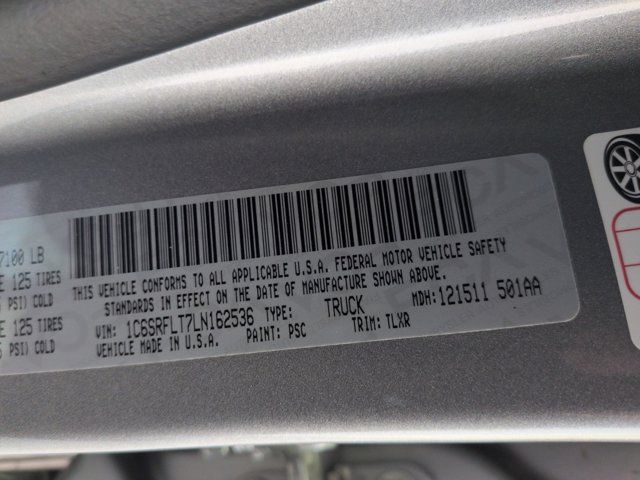 7100 LB
125 TIRES
PSI) COLD
125 TIRES
PSI) COLD
THIS VEHICLE CONFORMS TO ALL APPLICABLE U.S.A. FEDERAL MOTOR VEHICLE SAFETY
STANDARDS IN EFFECT ON THE DATE OF MANUFACTURE SHOWN ABOVE.
VIN: 1C6SRFLT7LN162536 TYPE: TRUCK MDH: 121511 501AA
VEHICLE MADE IN U.S.A. PAINT: PSC TRIM: TLXR